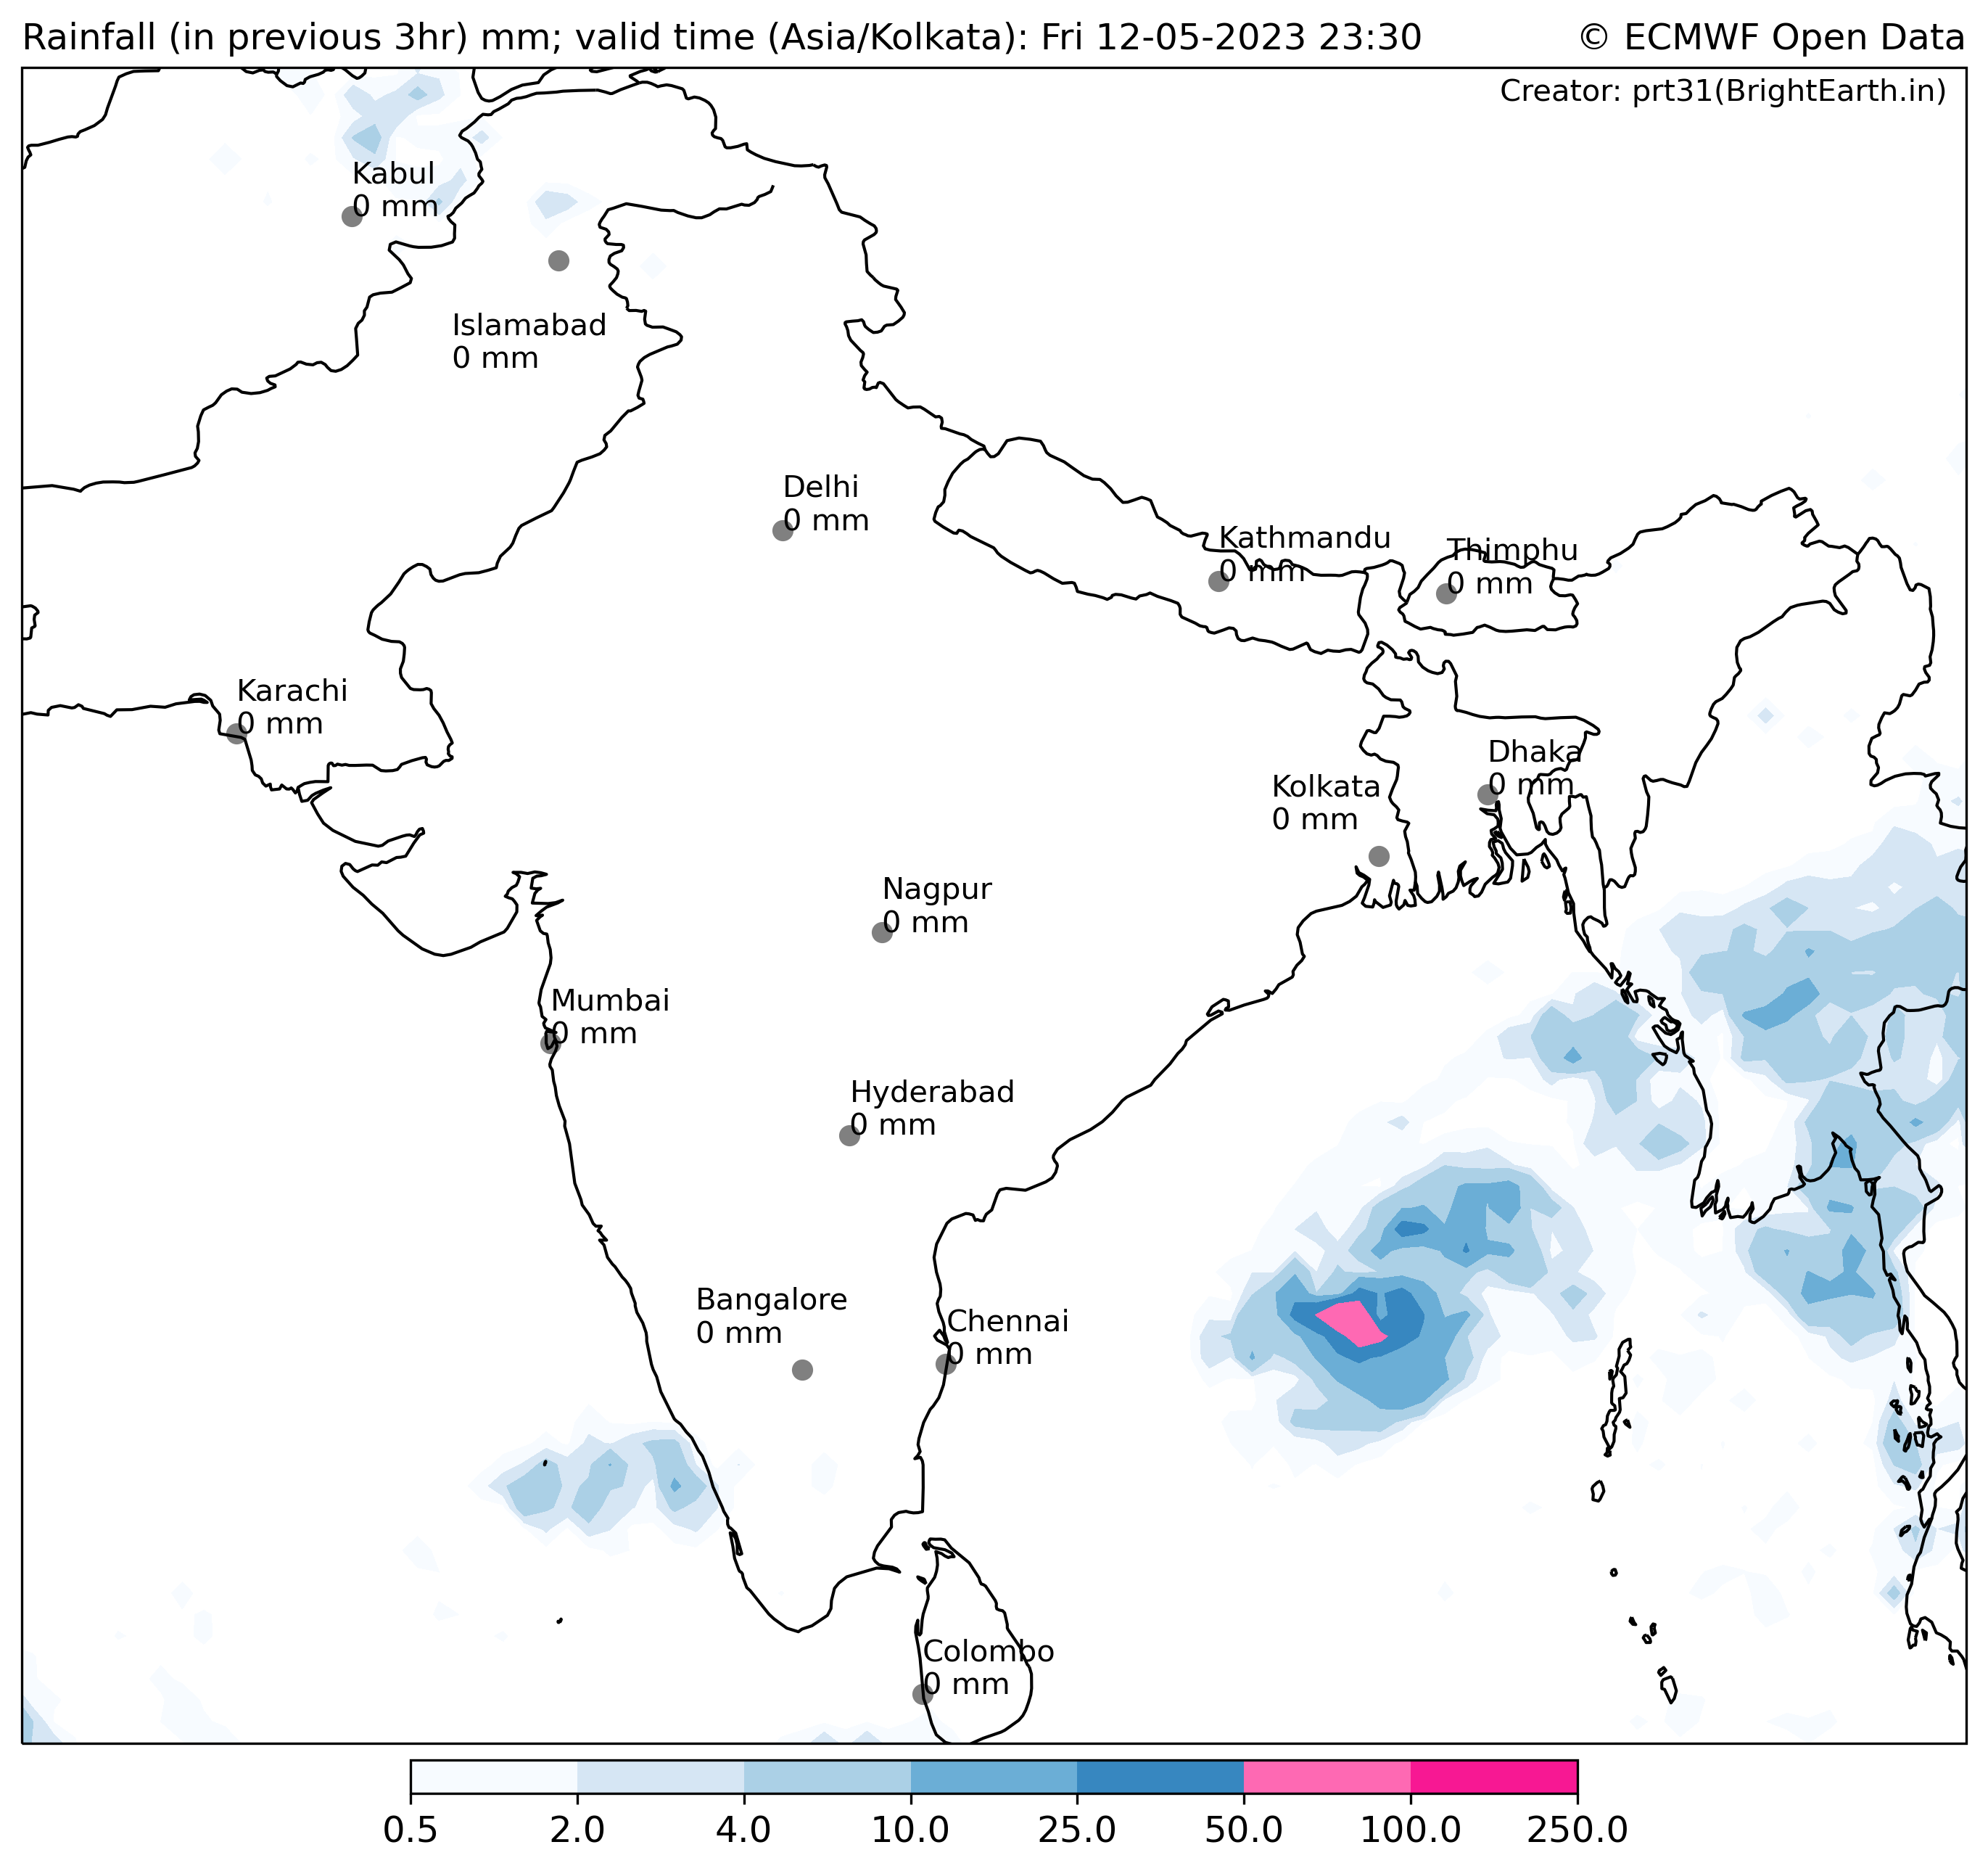 Rainfall (in previous 3hr) mm; valid time (Asia/Kolkata): Fri 12-05-2023 23:30
© ECMWF Open Data
Creator: prt31(BrightEarth.in)
Kabul
0 mm
Islamabad
0 mm
Delhi
0 mm
Kathmandu
0 mm
Thimphu
0 mm
Karachi
0 mm
Dhaka
0 mm
Kolkata
0 mm
Nagpur
0 mm
Mumbai
0 mm
Hyderabad
0 mm
Bangalore
0 mm
Chennai
0 mm
Colombo
0 mm
0.5 2.0 4.0 10.0 25.0 50.0 100.0 250.0